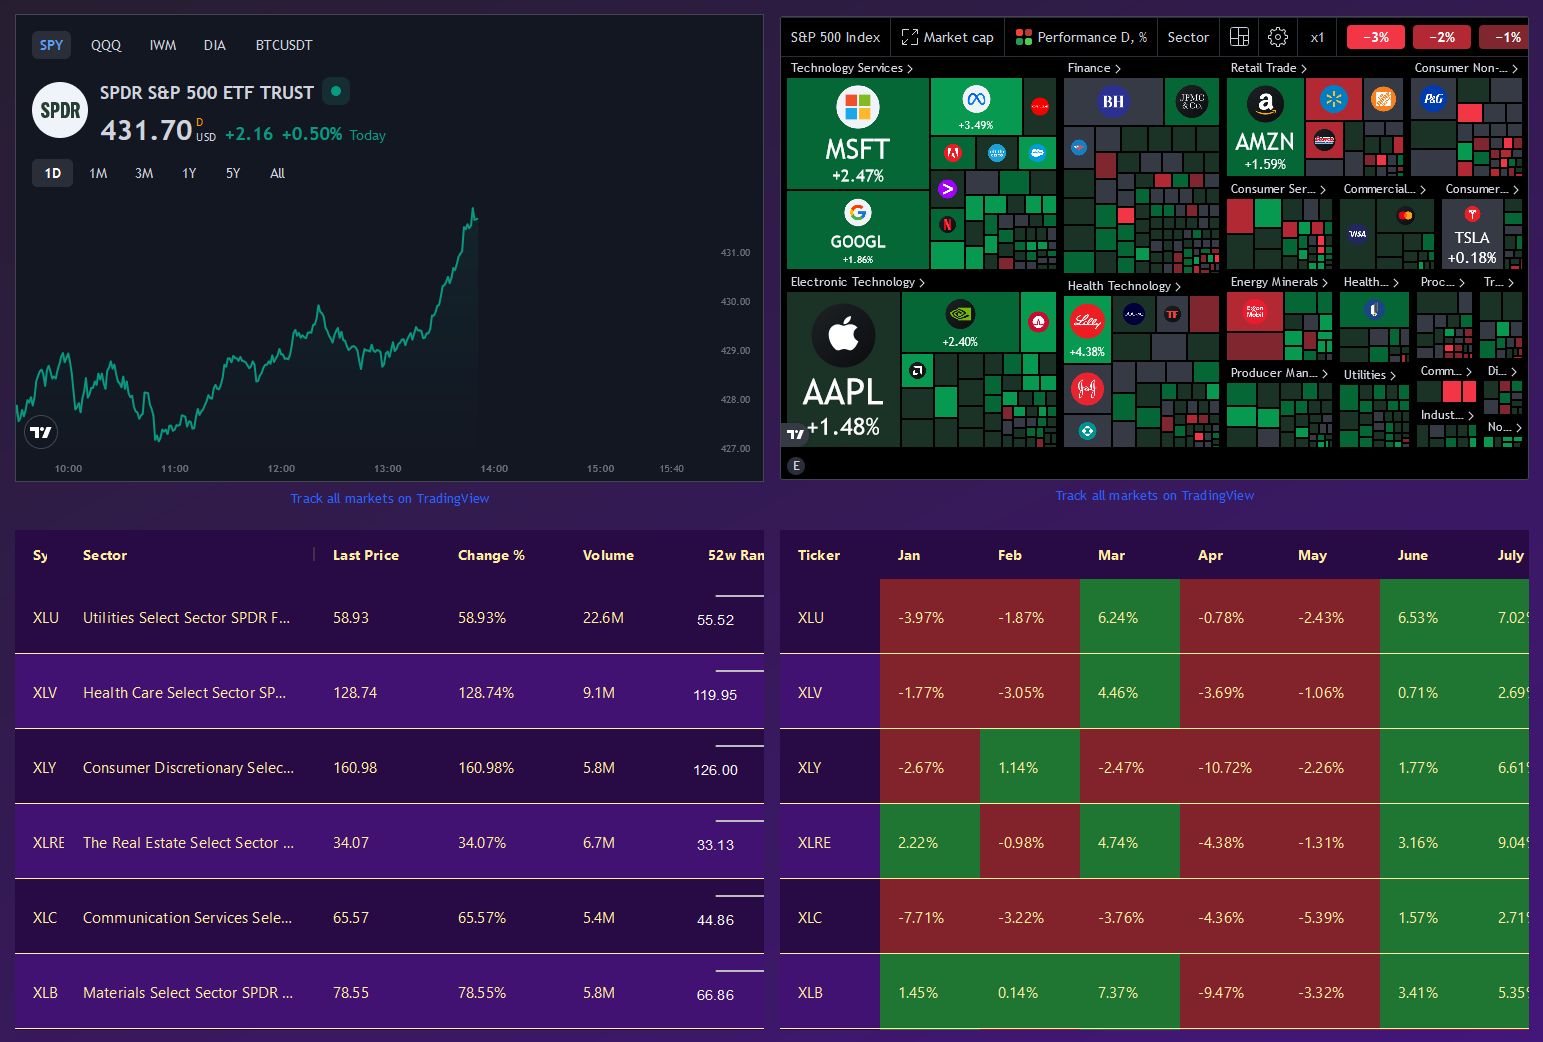 SPY QQQ IWM DIA BTCUSDT
SPDR
SPDR S&P 500 ETF TRUST
431.70 D USD +2.16 +0.50% Today
1D 1M 3M 1Y 5Y All
431.00
430.00
429.00
428.00
427.00
10:00 11:00 12:00 13:00 14:00 15:00 15:40
Track all markets on TradingView
S&P 500 Index Market cap Performance D, % Sector x1 −3% −2% −1%
Technology Services
MSFT
+2.47%
+3.49%
GOOGL
+1.86%
Finance
BH
JPMC & CO.
Retail Trade
AMZN
+1.59%
Consumer Non-...
P&G
Consumer Ser...
Commercial...
VISA
Consumer...
TSLA
+0.18%
Electronic Technology
AAPL
+1.48%
+2.40%
Health Technology
Lilly
+4.38%
TF
J&J
Energy Minerals
Exxon Mobil
Health...
Proc...
Tr...
Producer Man...
Utilities
Comm...
Di...
Indust...
No...
E
Track all markets on TradingView
Sy Sector Last Price Change % Volume 52w Ran
XLU Utilities Select Sector SPDR F... 58.93 58.93% 22.6M 55.52
XLV Health Care Select Sector SP... 128.74 128.74% 9.1M 119.95
XLY Consumer Discretionary Selec... 160.98 160.98% 5.8M 126.00
XLRE The Real Estate Select Sector ... 34.07 34.07% 6.7M 33.13
XLC Communication Services Sele... 65.57 65.57% 5.4M 44.86
XLB Materials Select Sector SPDR ... 78.55 78.55% 5.8M 66.86
Ticker Jan Feb Mar Apr May June July
XLU -3.97% -1.87% 6.24% -0.78% -2.43% 6.53% 7.02
XLV -1.77% -3.05% 4.46% -3.69% -1.06% 0.71% 2.69
XLY -2.67% 1.14% -2.47% -10.72% -2.26% 1.77% 6.61
XLRE 2.22% -0.98% 4.74% -4.38% -1.31% 3.16% 9.04
XLC -7.71% -3.22% -3.76% -4.36% -5.39% 1.57% 2.71
XLB 1.45% 0.14% 7.37% -9.47% -3.32% 3.41% 5.35